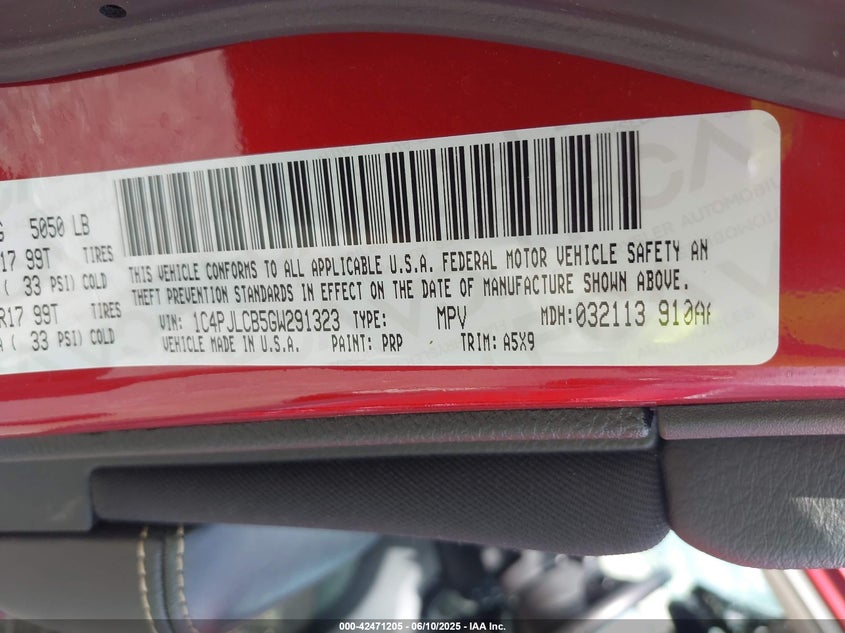 G 5050 LB
17 99T TIRES
( 33 PSI) COLD
R17 99T TIRES
A ( 33 PSI) COLD
THIS VEHICLE CONFORMS TO ALL APPLICABLE U.S.A. FEDERAL MOTOR VEHICLE SAFETY AN
THEFT PREVENTION STANDARDS IN EFFECT ON THE DATE OF MANUFACTURE SHOWN ABOVE.
VIN: 1C4PJLCB5GW291323 TYPE: MPV MDH:032113 910A
VEHICLE MADE IN U.S.A. PAINT: PRP TRIM: A5X9
000-42471205 - 06/10/2025 - IAA Inc.